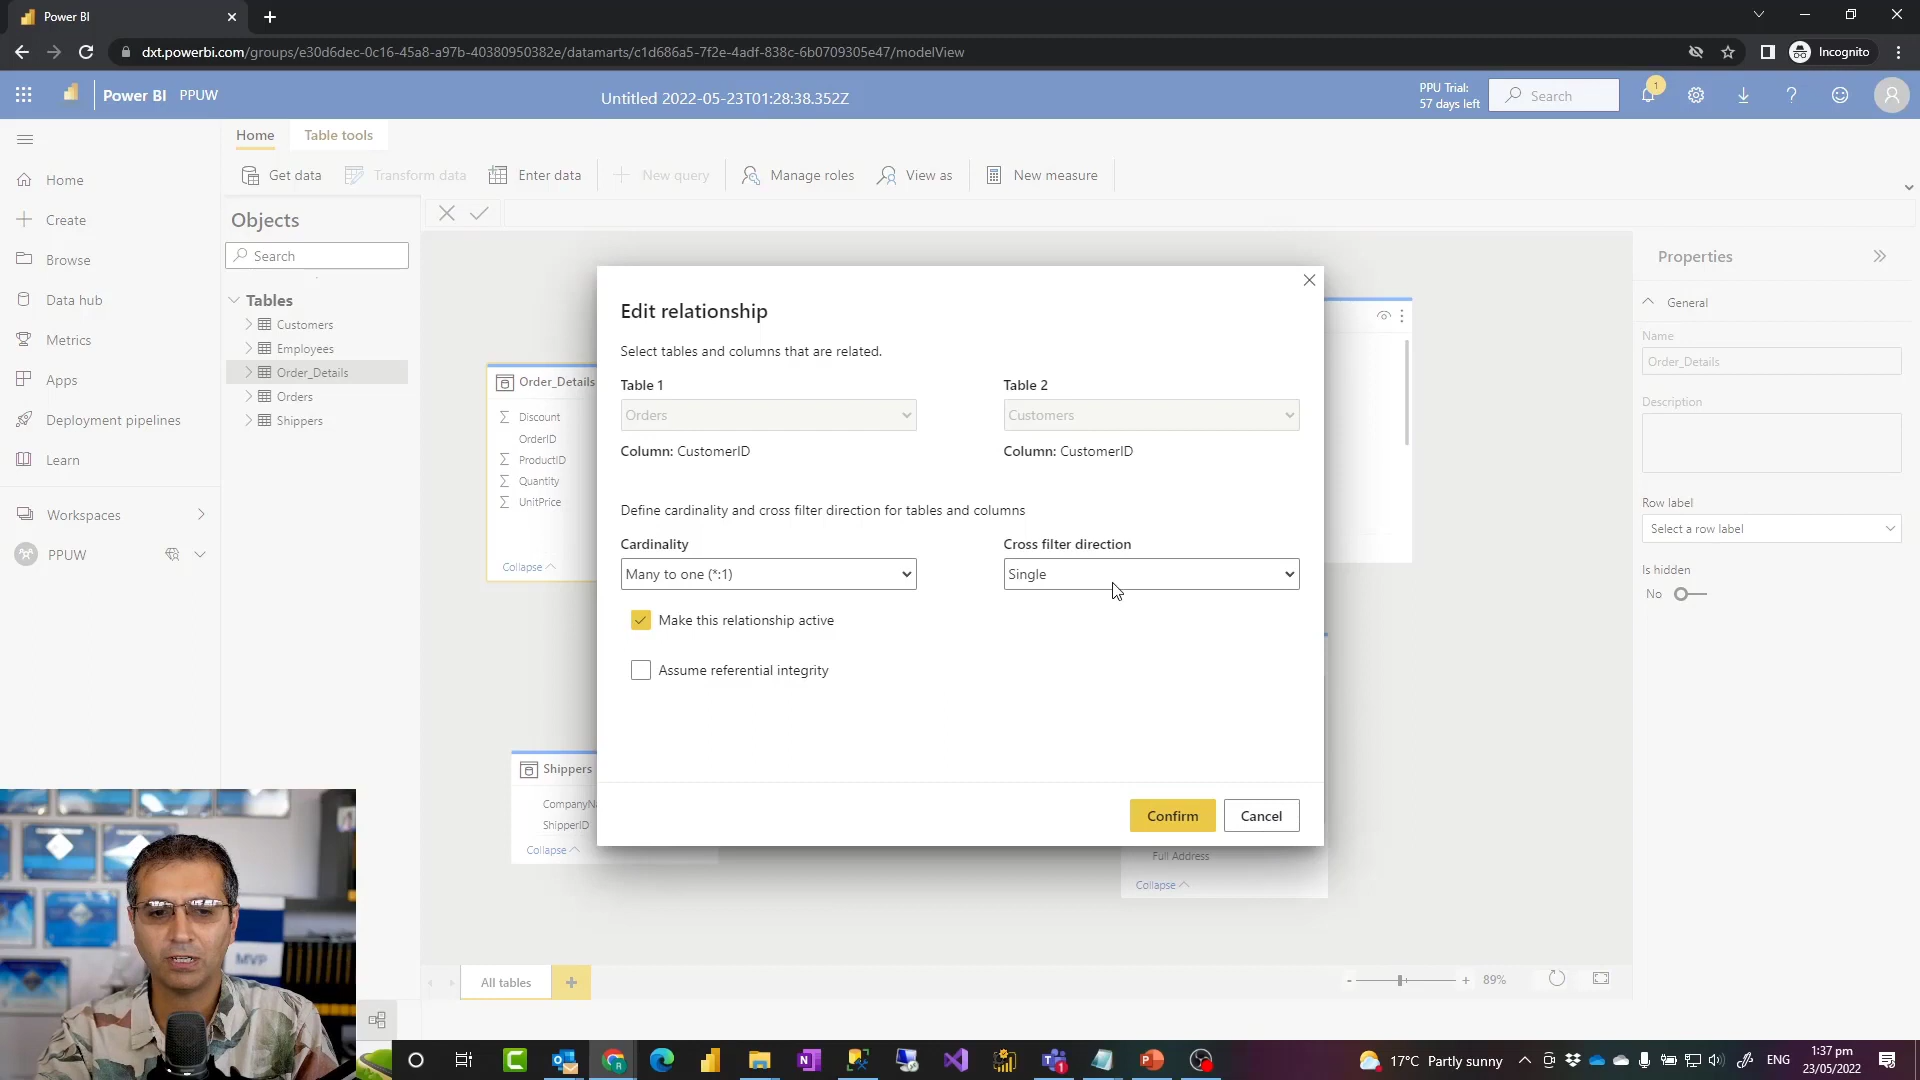 Power BI
dxt.powerbi.com/groups/e30d6dec-0c16-45a8-a97b-40380950382e/datamarts/c1d686a5-7f2e-4adf-838c-6b0709305e47/modelView
Incognito
Power BI PPUW
Untitled 2022-05-23T01:28:38.352Z
PPU Trial:
57 days left
Search
1
Home
Create
Browse
Data hub
Metrics
Apps
Deployment pipelines
Learn
Workspaces
PPUW
Home Table tools
Get data Transform data Enter data New query Manage roles View as New measure
Objects
Search
Tables
Customers
Employees
Order_Details
Orders
Shippers
Order_Details
Discount
OrderID
ProductID
Quantity
UnitPrice
Collapse
Shippers
CompanyNa
ShipperID
Collapse
Edit relationship
Select tables and columns that are related.
Table 1
Orders
Column: CustomerID
Table 2
Customers
Column: CustomerID
Define cardinality and cross filter direction for tables and columns
Cardinality
Many to one (*:1)
Cross filter direction
Single
Make this relationship active
Assume referential integrity
Confirm Cancel
Full Address
Collapse
Properties
General
Name
Order_Details
Description
Row label
Select a row label
Is hidden
No
All tables +
- + 89%
MVP
17°C Partly sunny
ENG
1:37 pm
23/05/2022